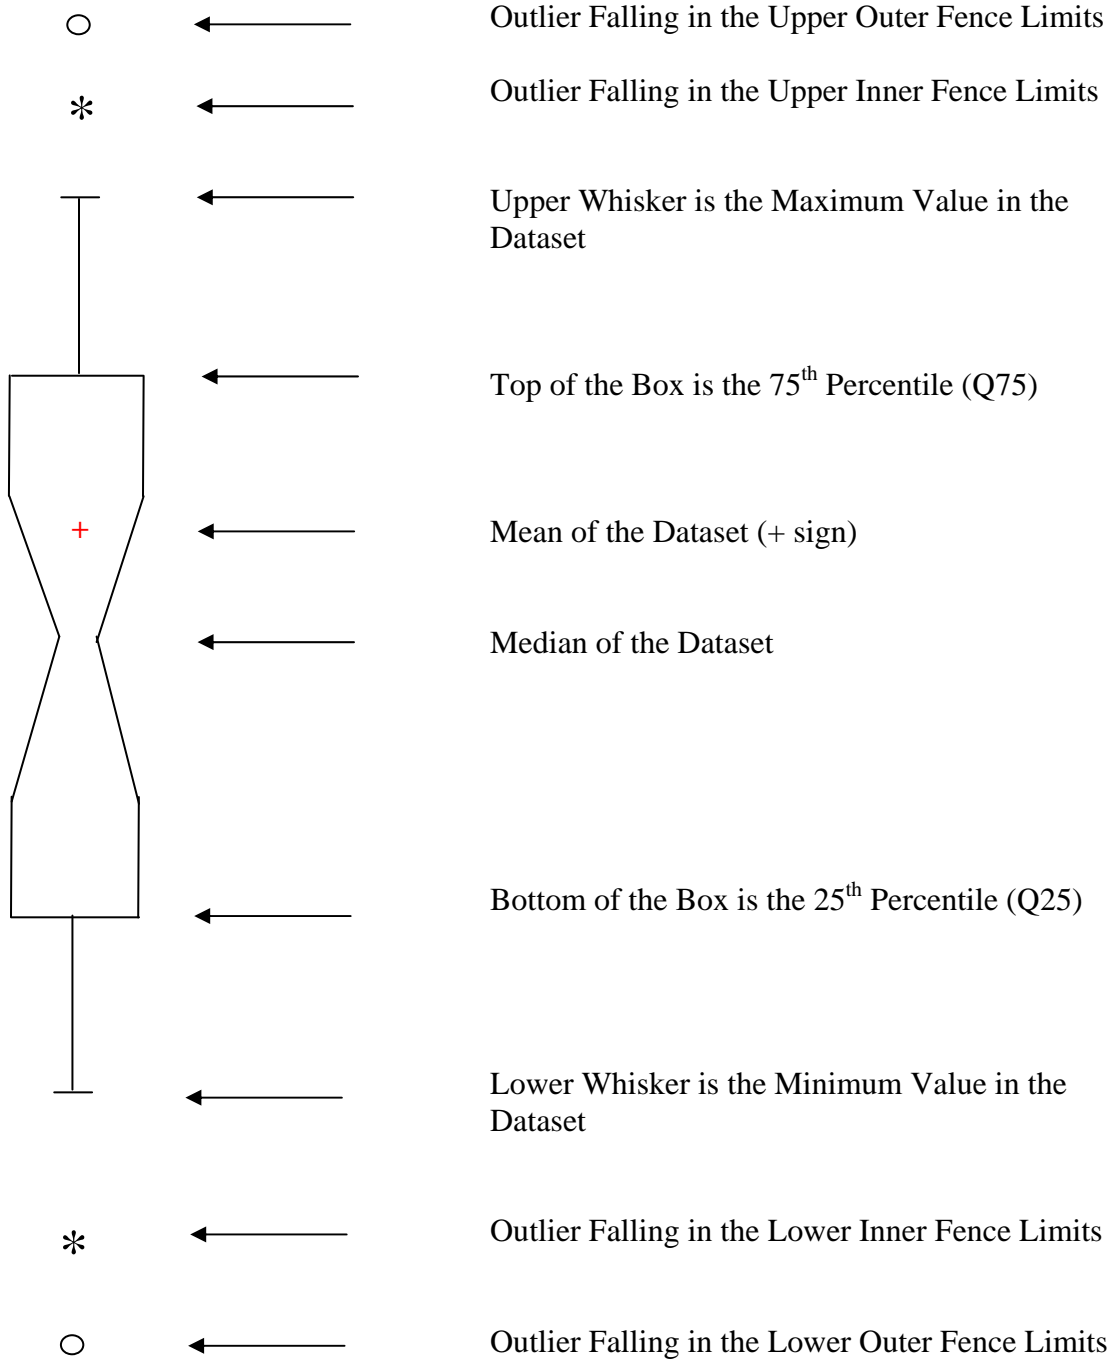 Outlier Falling in the Upper Outer Fence Limits
Outlier Falling in the Upper Inner Fence Limits
Upper Whisker is the Maximum Value in the
Dataset
Top of the Box is the 75th Percentile (Q75)
Mean of the Dataset (+ sign)
Median of the Dataset
Bottom of the Box is the 25th Percentile (Q25)
Lower Whisker is the Minimum Value in the
Dataset
Outlier Falling in the Lower Inner Fence Limits
Outlier Falling in the Lower Outer Fence Limits